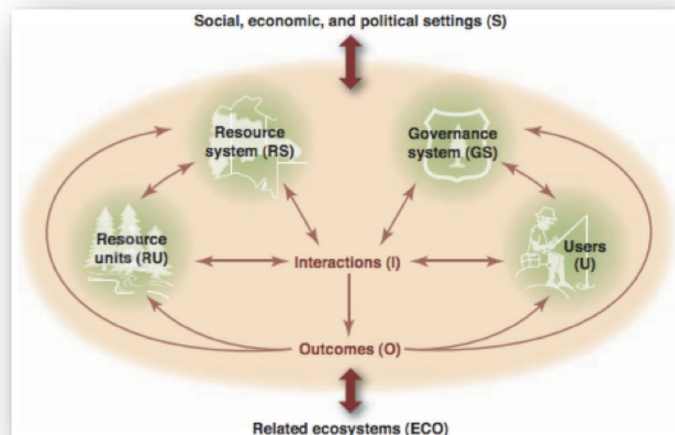 Social, economic, and political settings (S)
Resource
system (RS)
Governance
system (GS)
Resource
units (RU)
Interactions (I)
Users
(U)
Outcomes (O)
Related ecosystems (ECO)